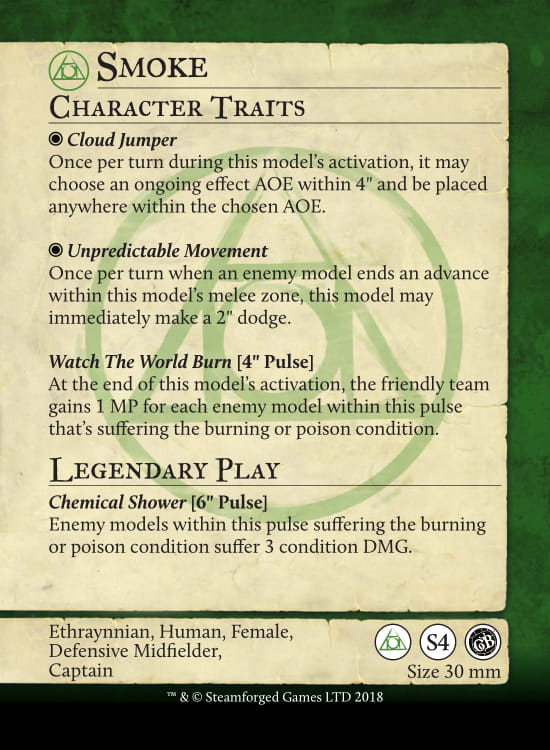 Smoke
Character Traits
Cloud Jumper
Once per turn during this model's activation, it may
choose an ongoing effect AOE within 4" and be placed
anywhere within the chosen AOE.
Unpredictable Movement
Once per turn when an enemy model ends an advance
within this model's melee zone, this model may
immediately make a 2" dodge.
Watch The World Burn [4" Pulse]
At the end of this model's activation, the friendly team
gains 1 MP for each enemy model within this pulse
that's suffering the burning or poison condition.
Legendary Play
Chemical Shower [6" Pulse]
Enemy models within this pulse suffering the burning
or poison condition suffer 3 condition DMG.
Ethraynnian, Human, Female,
Defensive Midfielder,
Captain
S4
GB
Size 30 mm
™ & © Steamforged Games LTD 2018